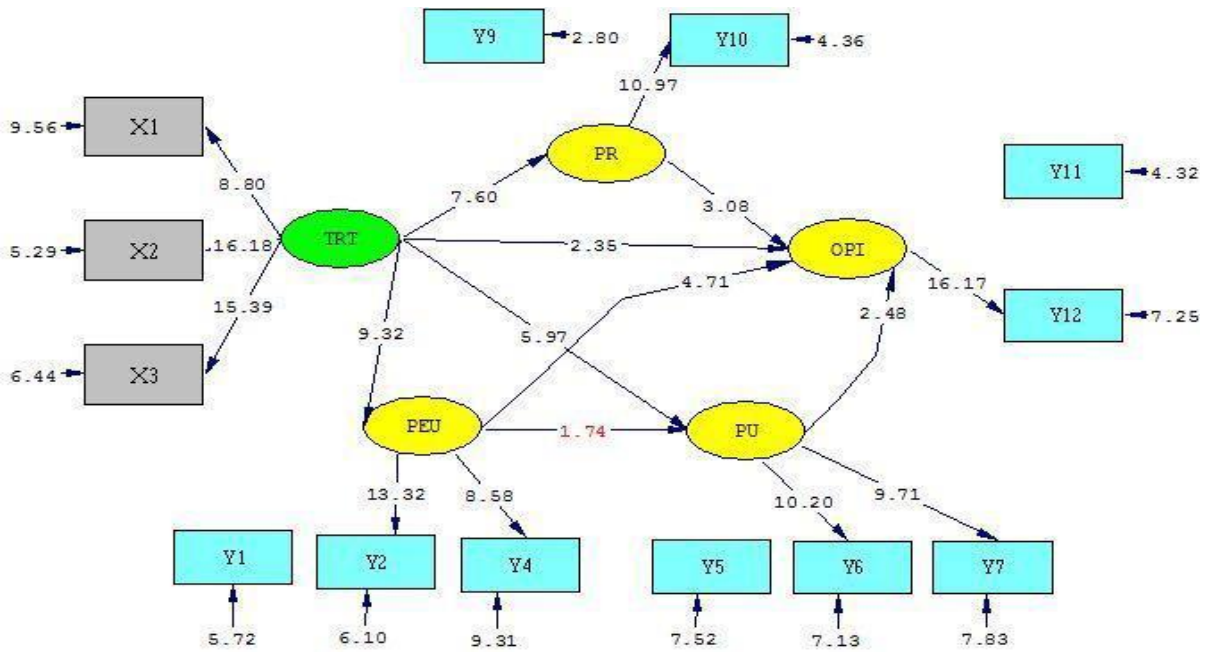 Y9
2.80
Y10
4.36
10.97
9.56
X1
8.80
PR
7.60
3.08
Y11
4.32
5.29
X2
16.18
TRT
2.35
OPI
4.71
16.17
15.39
9.32
5.97
2.48
Y12
7.25
6.44
X3
PEU
1.74
PU
13.32
8.58
10.20
9.71
Y1
Y2
Y4
Y5
Y6
Y7
5.72
6.10
9.31
7.52
7.13
7.83